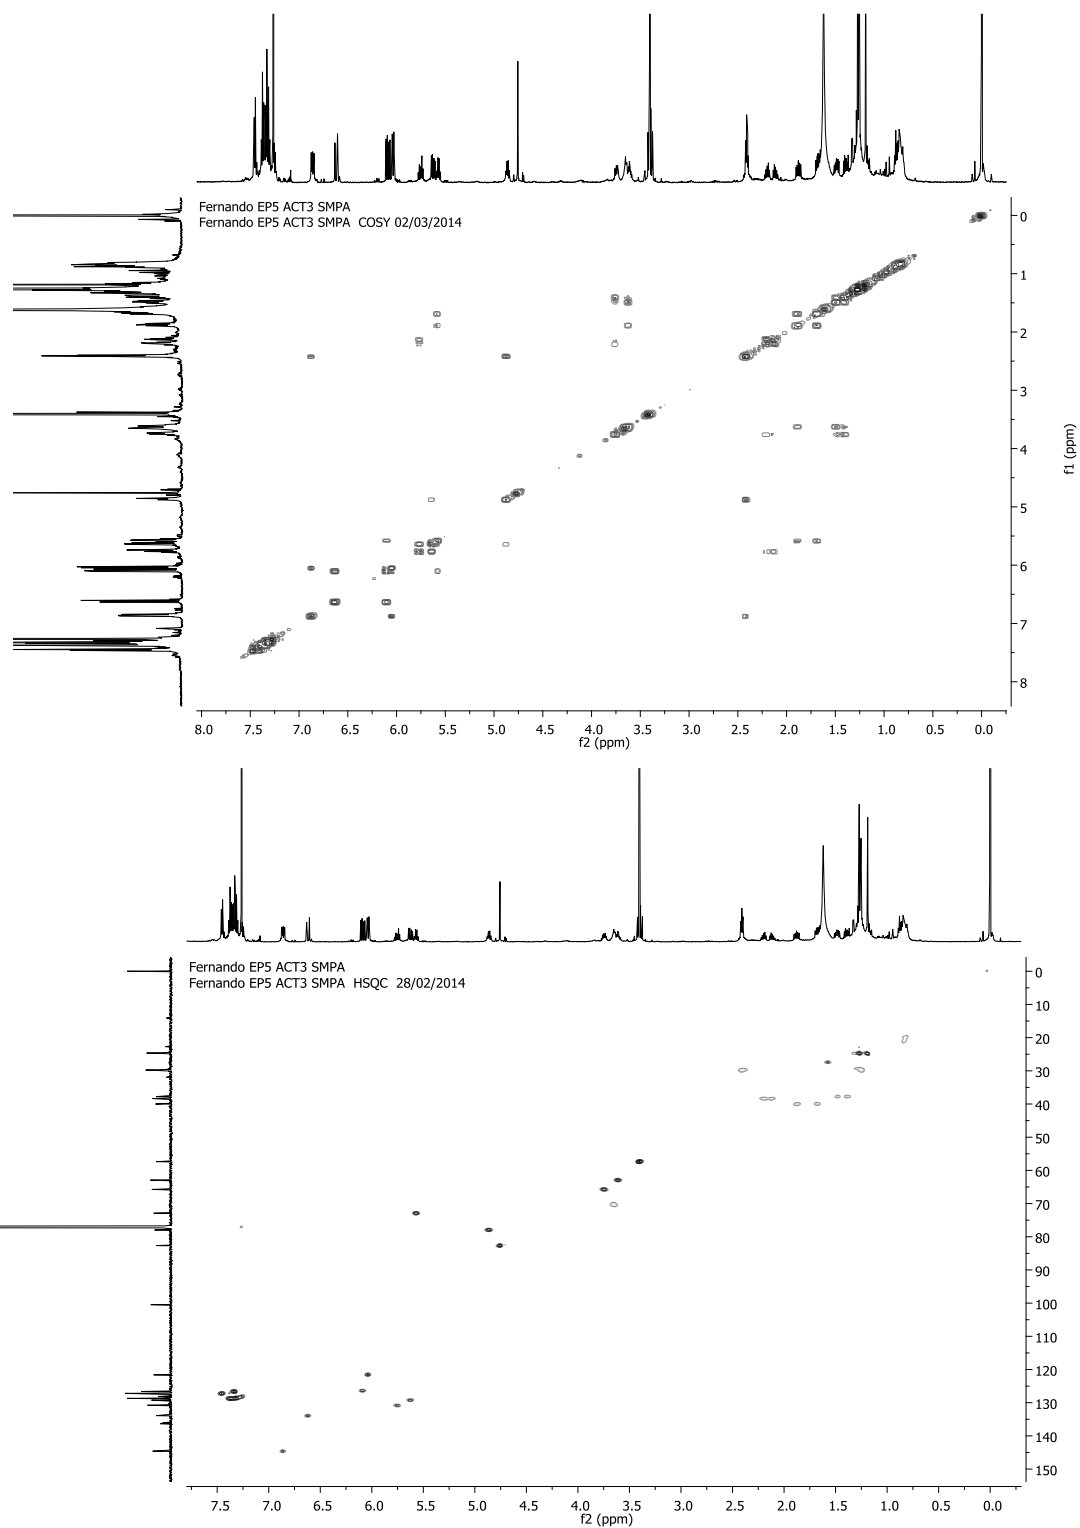 Fernando EP5 ACT3 SMPA
Fernando EP5 ACT3 SMPA  COSY 02/03/2014
0
1
2
3
4
5
6
7
8
f1 (ppm)
8.0 7.5 7.0 6.5 6.0 5.5 5.0 4.5 4.0 3.5 3.0 2.5 2.0 1.5 1.0 0.5 0.0
f2 (ppm)
Fernando EP5 ACT3 SMPA
Fernando EP5 ACT3 SMPA  HSQC  28/02/2014
0
10
20
30
40
50
60
70
80
90
100
110
120
130
140
150
7.5 7.0 6.5 6.0 5.5 5.0 4.5 4.0 3.5 3.0 2.5 2.0 1.5 1.0 0.5 0.0
f2 (ppm)